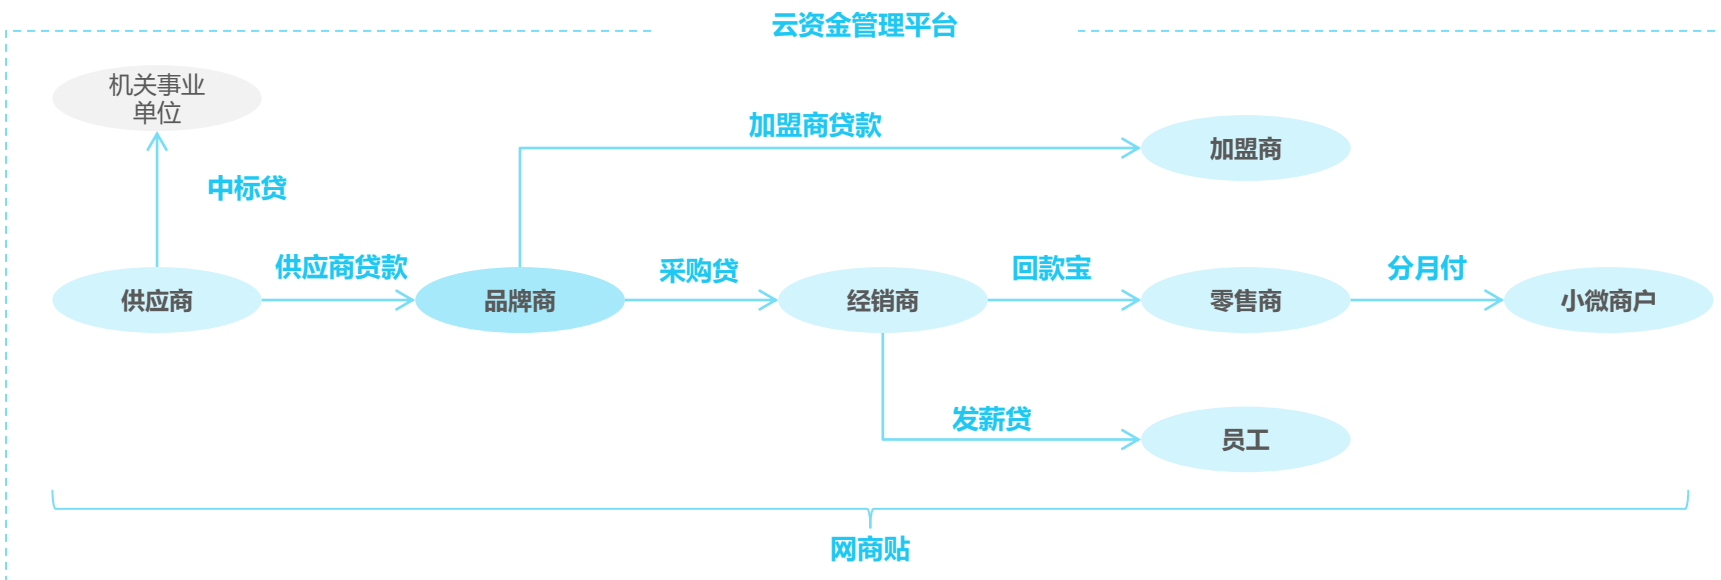 云资金管理平台
机关事业
单位
加盟商贷款
加盟商
中标贷
供应商贷款
采购贷
回款宝
分月付
供应商
品牌商
经销商
零售商
小微商户
发薪贷
员工
网商贴